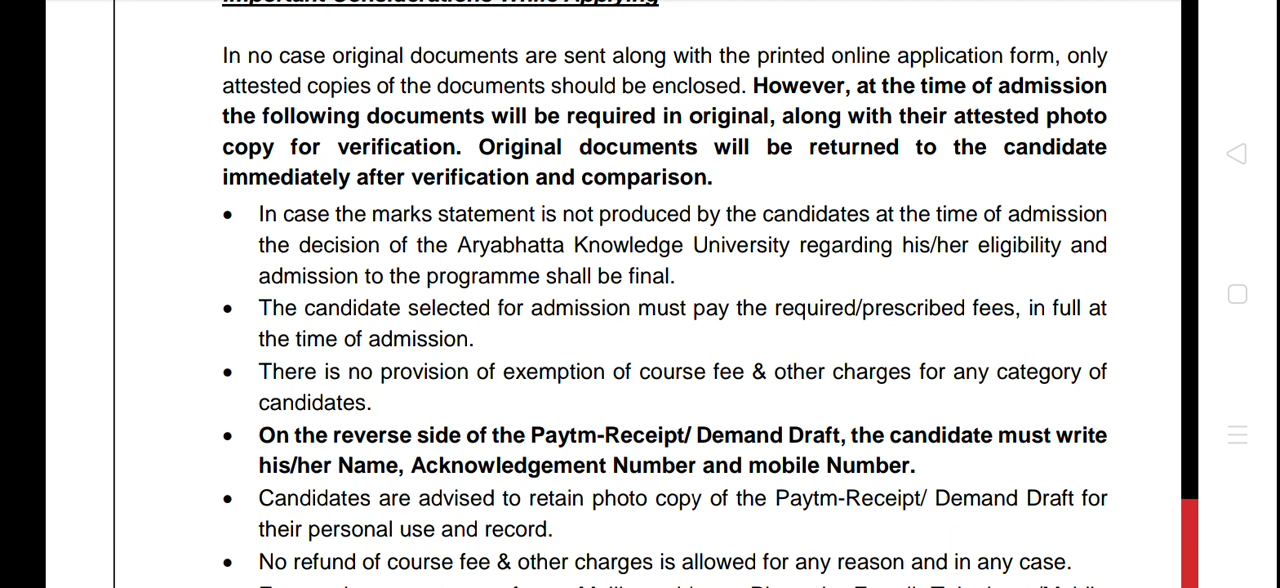 Important Considerations While Applying
In no case original documents are sent along with the printed online application form, only
attested copies of the documents should be enclosed. However, at the time of admission
the following documents will be required in original, along with their attested photo
copy for verification. Original documents will be returned to the candidate
immediately after verification and comparison.
• In case the marks statement is not produced by the candidates at the time of admission
the decision of the Aryabhatta Knowledge University regarding his/her eligibility and
admission to the programme shall be final.
• The candidate selected for admission must pay the required/prescribed fees, in full at
the time of admission.
• There is no provision of exemption of course fee & other charges for any category of
candidates.
• On the reverse side of the Paytm-Receipt/ Demand Draft, the candidate must write
his/her Name, Acknowledgement Number and mobile Number.
• Candidates are advised to retain photo copy of the Paytm-Receipt/ Demand Draft for
their personal use and record.
• No refund of course fee & other charges is allowed for any reason and in any case.